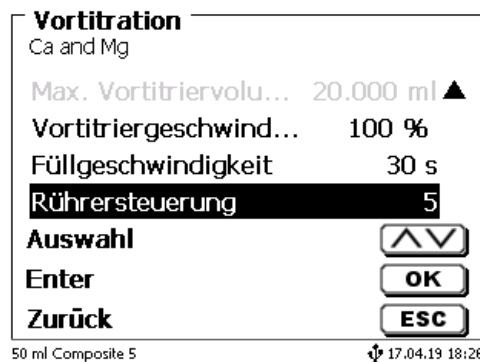 Vortitration
Ca and Mg
Max. Vortitriervolu... 20.000 ml
Vortitriergeschwind... 100 %
Füllgeschwindigkeit 30 s
Rührersteuerung 5
Auswahl
Enter OK
Zurück ESC
50 ml Composite 5 17.04.19 18:26